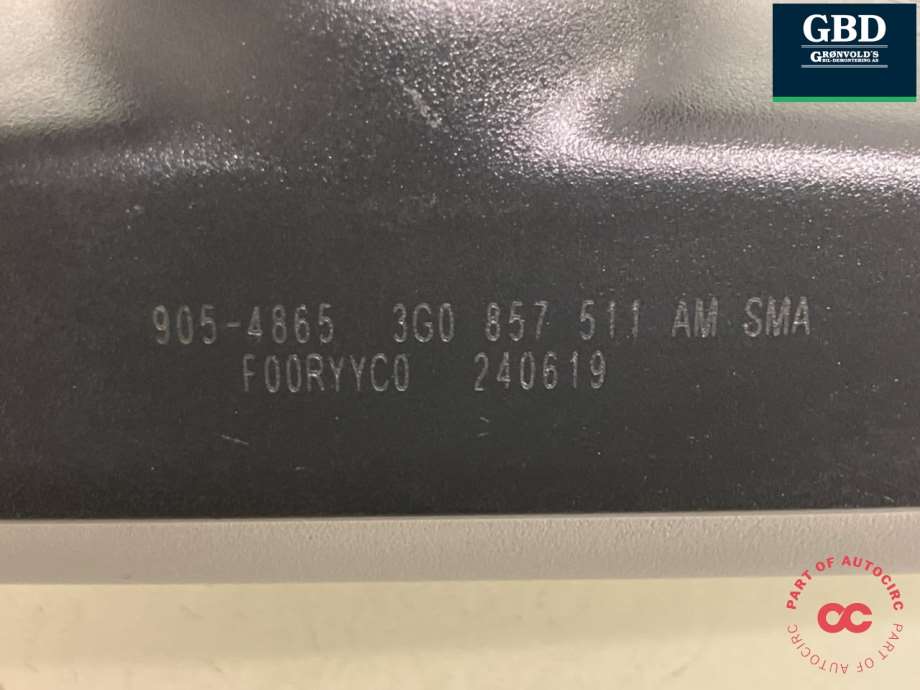 GBD
GRØNVOLD'S
BIL-DEMONTERING AS
905-4865 3G0 857 511 AM SMA
F00RYYC0 240619
PART OF AUTOCIRC
PART OF AUTOCIRC